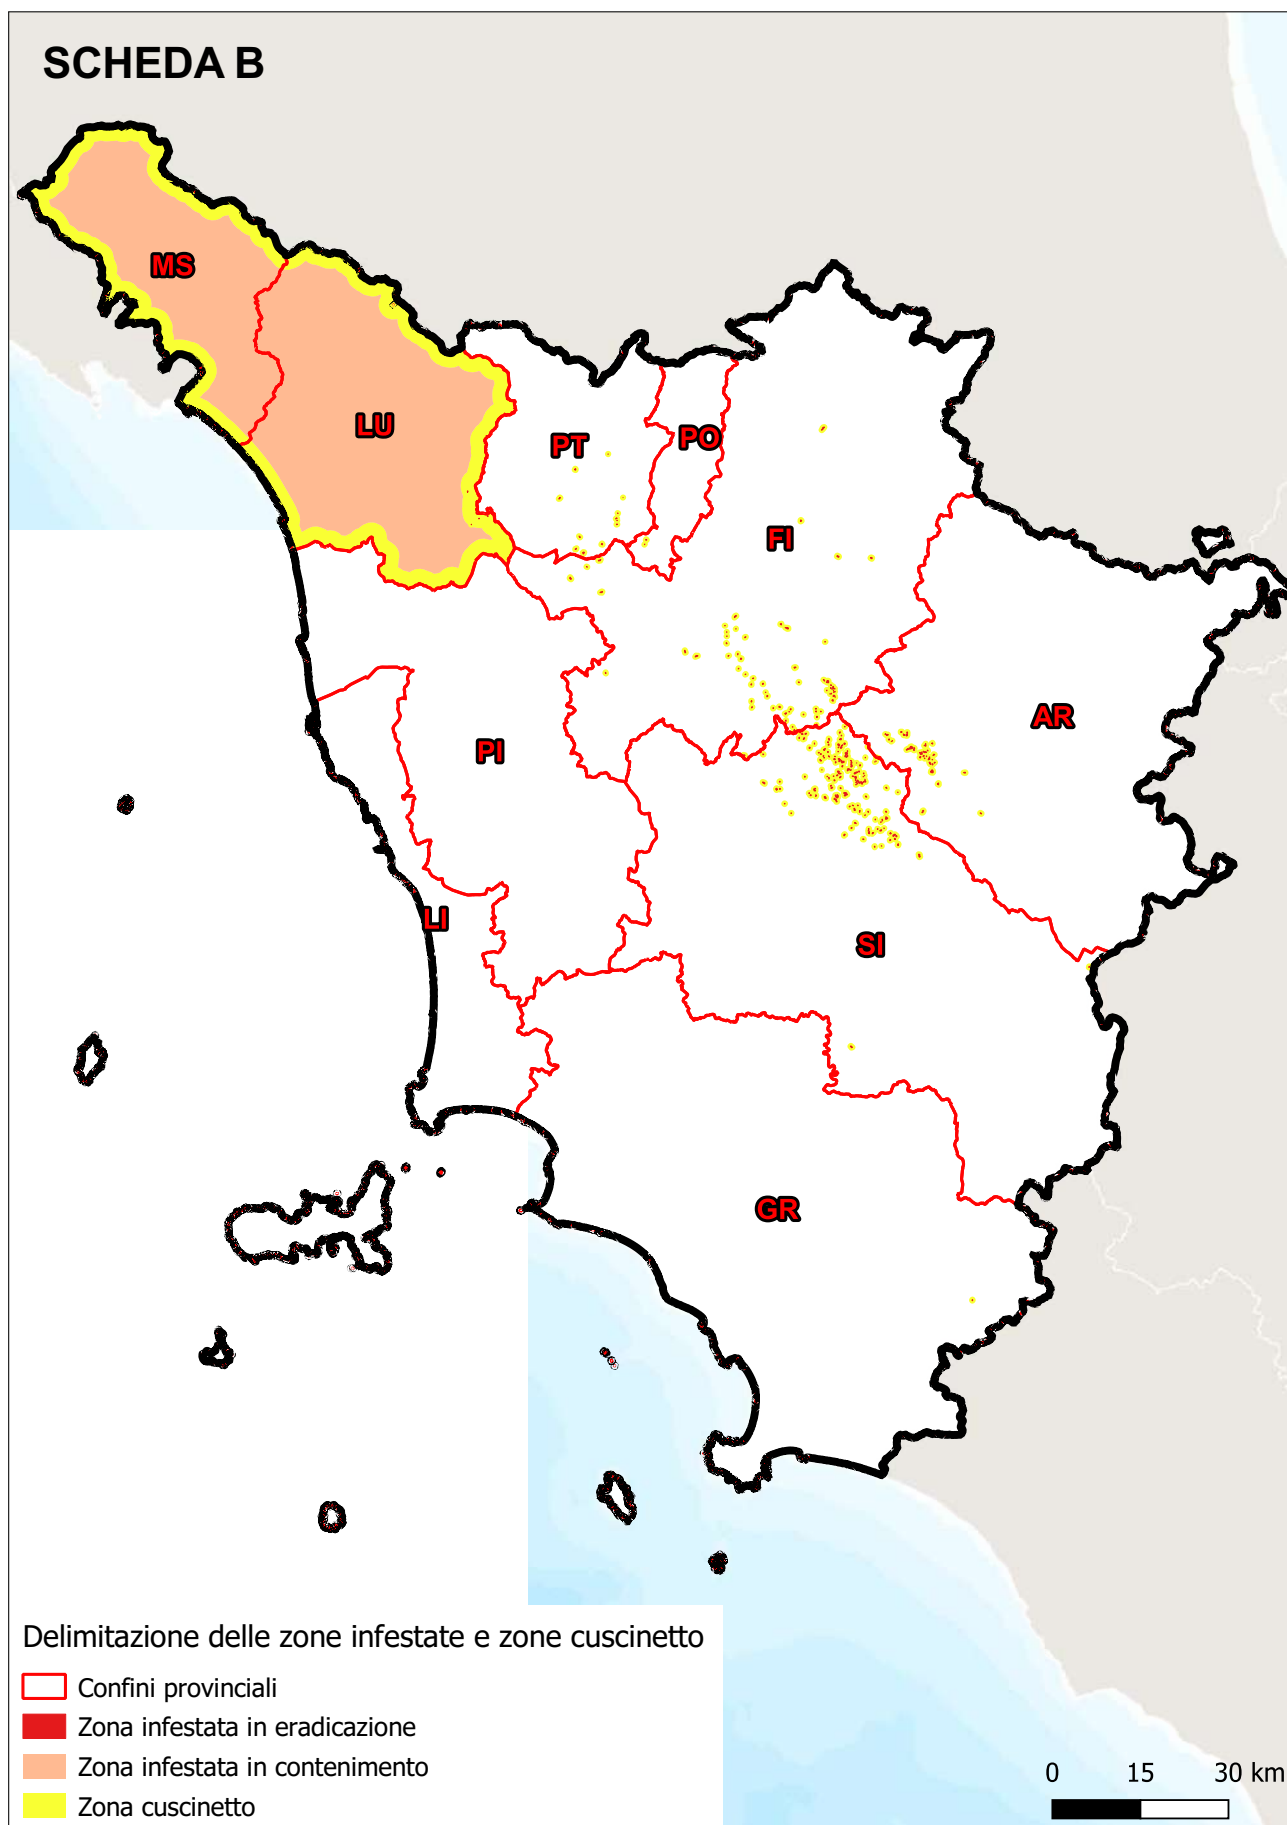 SCHEDA B
MS
LU
PT
PO
FI
AR
PI
LI
SI
GR
Delimitazione delle zone infestate e zone cuscinetto
Confini provinciali
Zona infestata in eradicazione
Zona infestata in contenimento
Zona cuscinetto
0 15 30 km